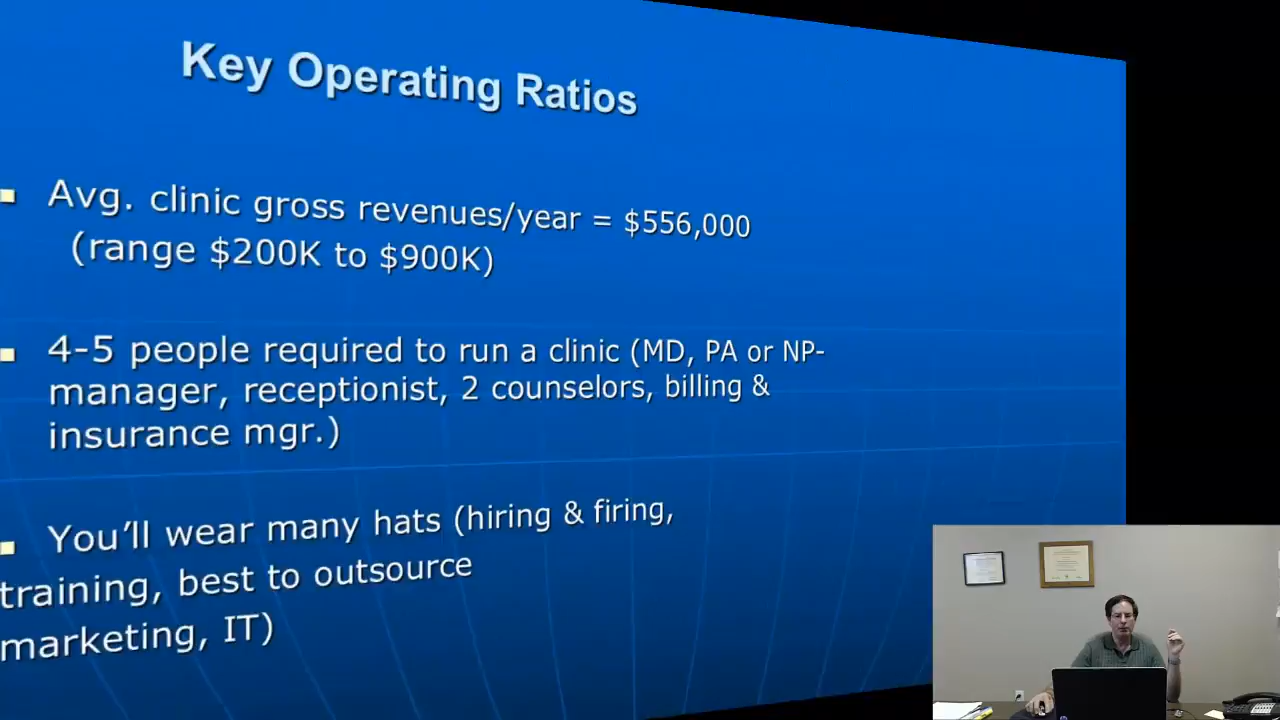 Key Operating Ratios
Avg. clinic gross revenues/year = $556,000
(range $200K to $900K)
4-5 people required to run a clinic (MD, PA or NP-
manager, receptionist, 2 counselors, billing &
insurance mgr.)
You'll wear many hats (hiring & firing,
training, best to outsource
marketing, IT)